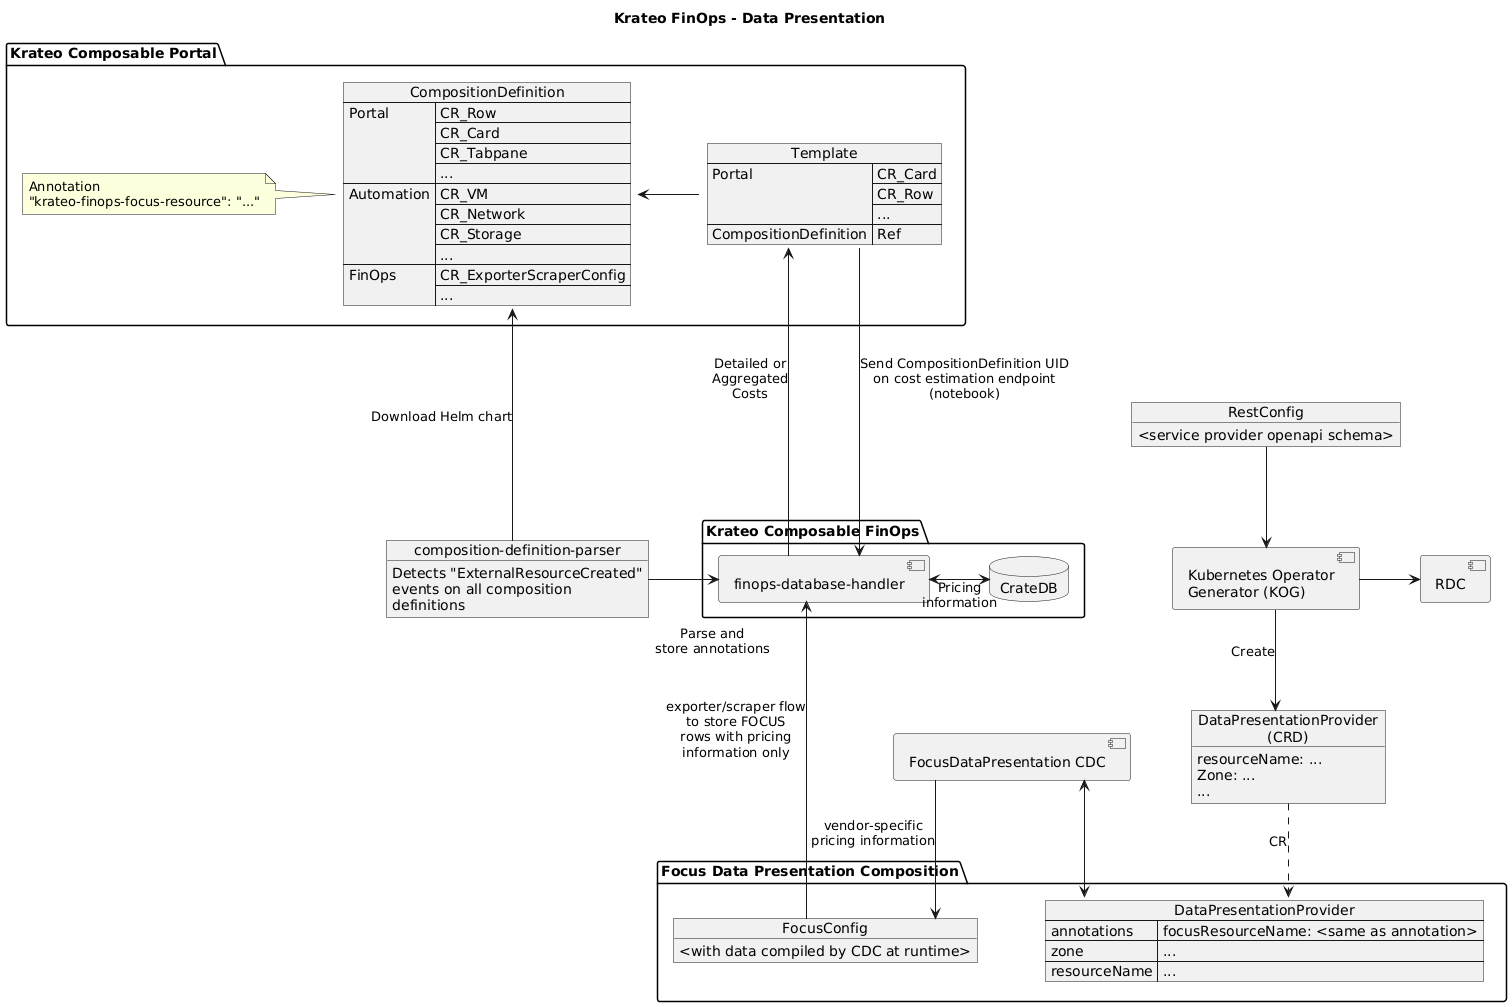 Krateo FinOps - Data Presentation
Krateo Composable Portal
CompositionDefinition
Portal
CR_Row
CR_Card
CR_Tabpane
...
Automation
CR_VM
CR_Network
CR_Storage
...
FinOps
CR_ExporterScraperConfig
...
Annotation
"krateo-finops-focus-resource": "..."
Template
Portal
CR_Card
CR_Row
...
CompositionDefinition
Ref
Download Helm chart
Detailed or
Aggregated
Costs
Send CompositionDefinition UID
on cost estimation endpoint
(notebook)
RestConfig
<service provider openapi schema>
composition-definition-parser
Detects "ExternalResourceCreated"
events on all composition
definitions
Krateo Composable FinOps
finops-database-handler
Pricing
information
CrateDB
Kubernetes Operator
Generator (KOG)
RDC
Parse and
store annotations
Create
exporter/scraper flow
to store FOCUS
rows with pricing
information only
DataPresentationProvider
(CRD)
resourceName: ...
Zone: ...
...
FocusDataPresentation CDC
vendor-specific
pricing information
CR
Focus Data Presentation Composition
FocusConfig
<with data compiled by CDC at runtime>
DataPresentationProvider
annotations
focusResourceName: <same as annotation>
zone
...
resourceName
...